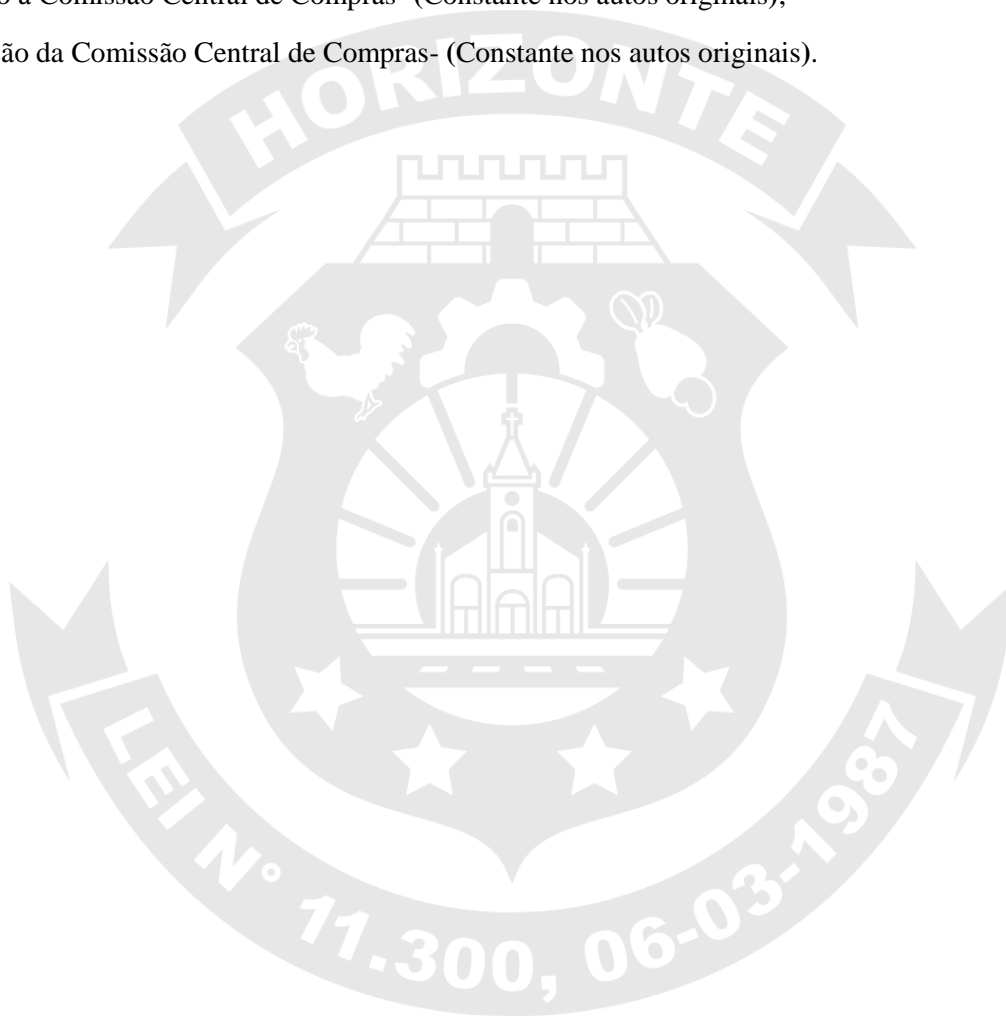 à Comissão Central de Compras- (Constante nos autos originais);
ão da Comissão Central de Compras- (Constante nos autos originais).
HORIZONTE
LEI N° 11.300, 06-03-1987